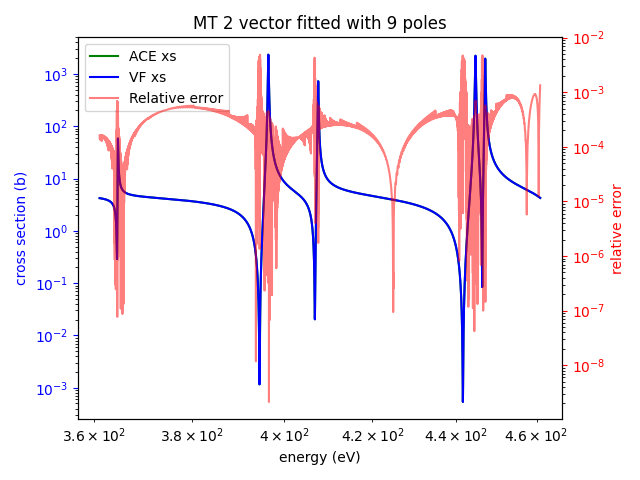 MT 2 vector fitted with 9 poles
ACE xs
VF xs
Relative error
cross section (b)
10³
10²
10¹
10⁰
10⁻¹
10⁻²
10⁻³
relative error
10⁻²
10⁻³
10⁻⁴
10⁻⁵
10⁻⁶
10⁻⁷
10⁻⁸
3.6 × 10² 3.8 × 10² 4 × 10² 4.2 × 10² 4.4 × 10² 4.6 × 10²
energy (eV)